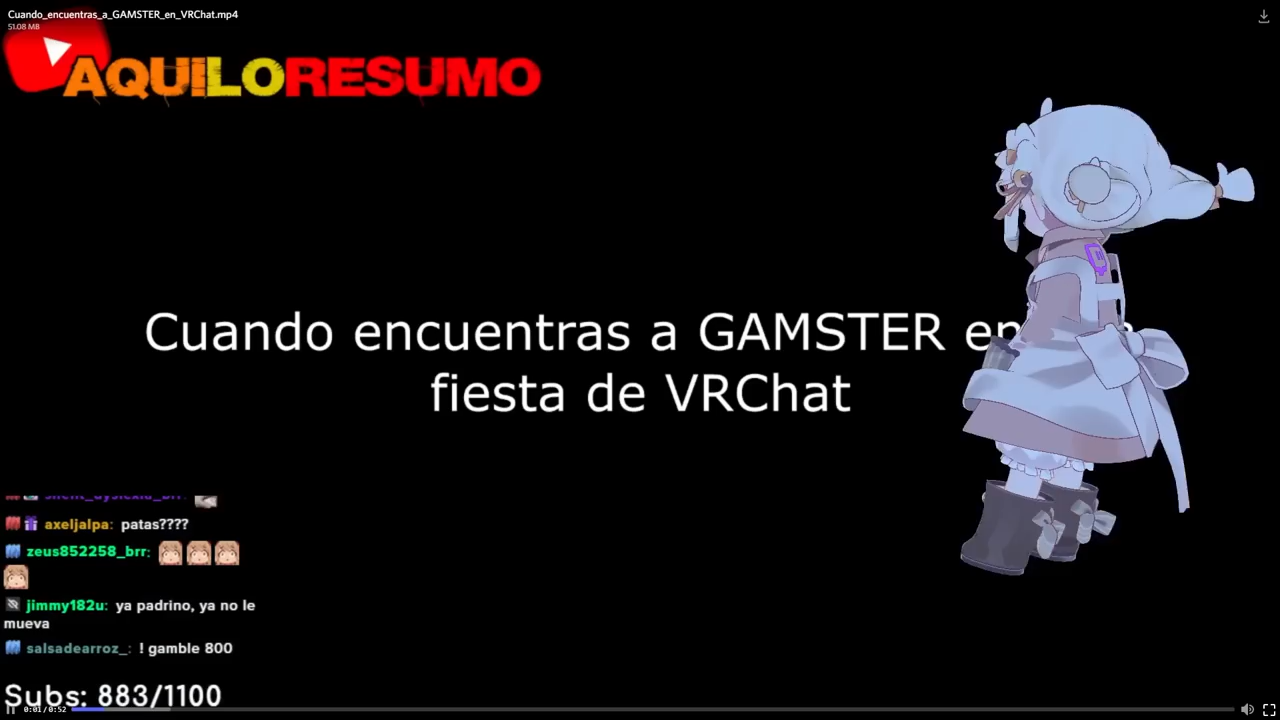 Cuando_encuentras_a_GAMSTER_en_VRChat.mp4
51.08 MB
AQUILORESUMO
Cuando encuentras a GAMSTER en
fiesta de VRChat
axeljalpa: patas????
zeus852258_brr:
jimmy182u: ya padrino, ya no le
mueva
salsadearroz_: ! gamble 800
Subs: 883/1100
0:01 / 0:52